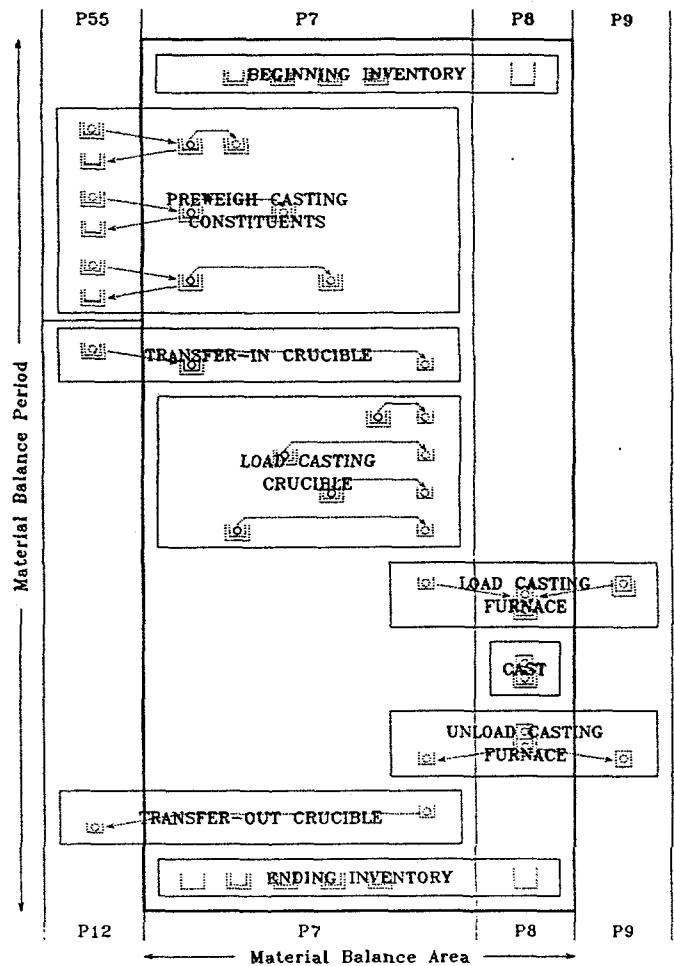 P55 P7 P8 P9
BEGINNING INVENTORY
PREWEIGH CASTING
CONSTITUENTS
TRANSFER-IN CRUCIBLE
LOAD CASTING
CRUCIBLE
LOAD CASTING
FURNACE
CAST
UNLOAD CASTING
FURNACE
TRANSFER-OUT CRUCIBLE
ENDING INVENTORY
P12 P7 P8 P9
Material Balance Area
Material Balance Period